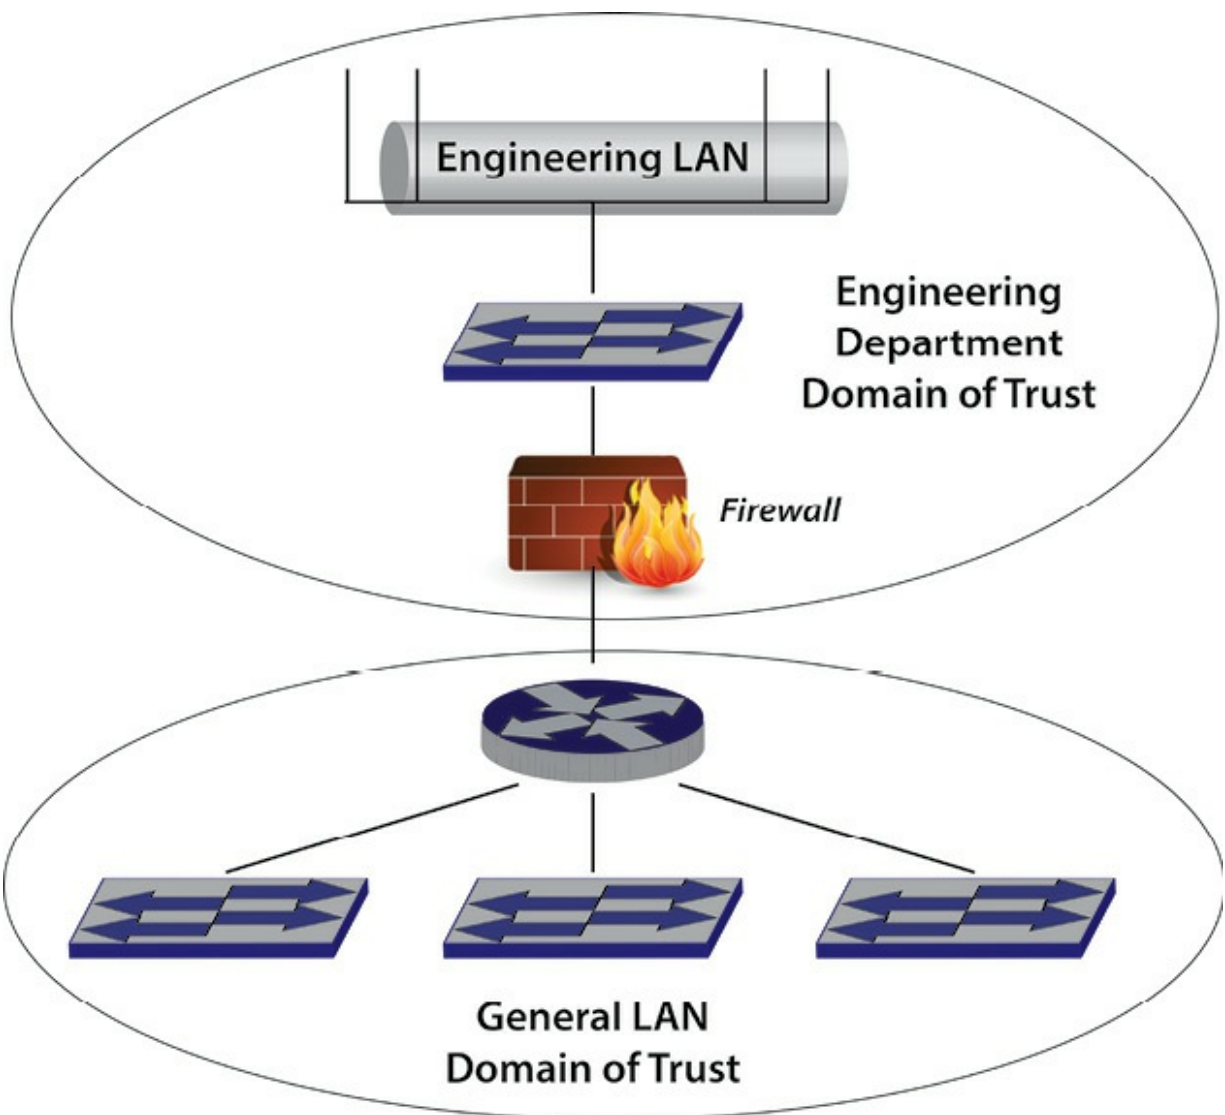 Engineering LAN
Engineering
Department
Domain of Trust
Firewall
General LAN
Domain of Trust